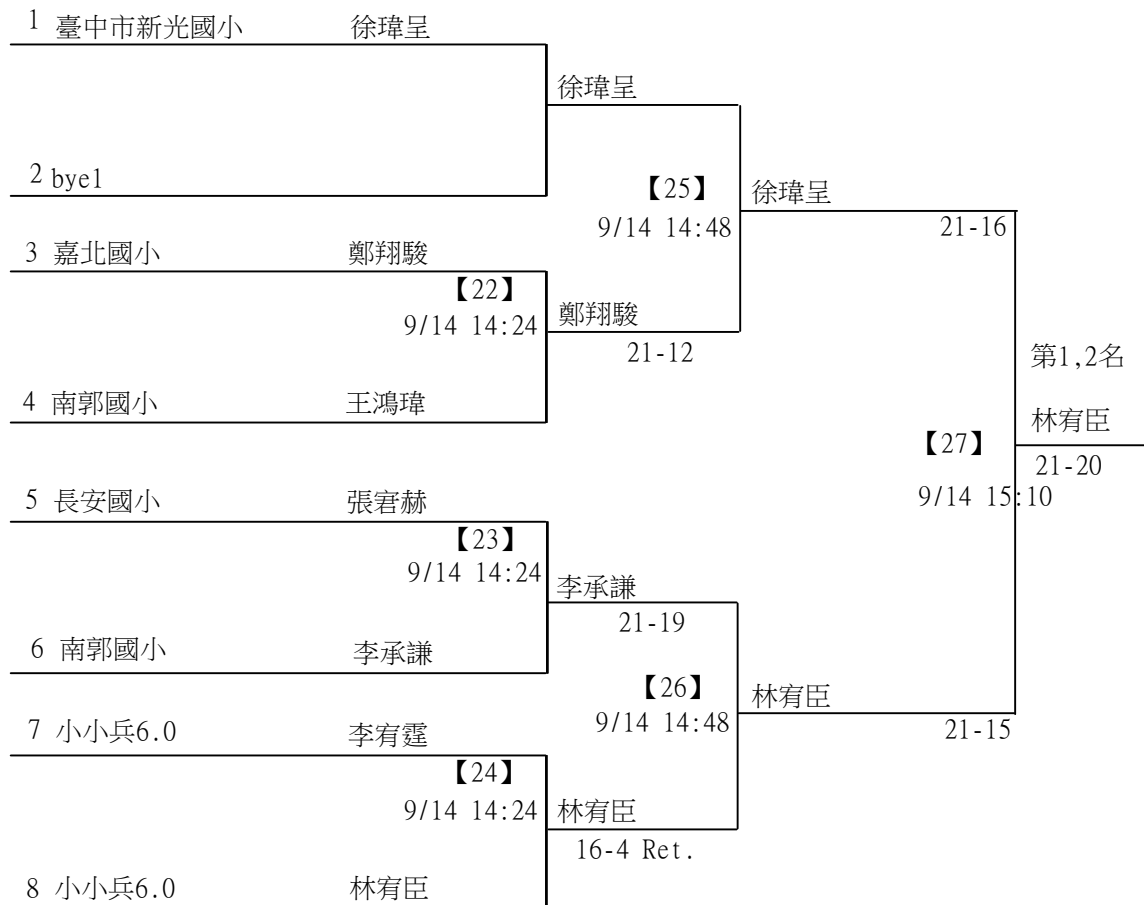 1 臺中市新光國小 徐瑋呈
徐瑋呈
2 bye1
【25】
徐瑋呈
9/14 14:48
21-16
3 嘉北國小 鄭翔駿
【22】
9/14 14:24
鄭翔駿
21-12
第1,2名
4 南郭國小 王鴻瑋
林宥臣
【27】
21-20
9/14 15:10
5 長安國小 張宭赫
【23】
9/14 14:24
李承謙
21-19
6 南郭國小 李承謙
【26】
林宥臣
9/14 14:48
21-15
7 小小兵6.0 李宥霆
【24】
9/14 14:24
林宥臣
16-4 Ret.
8 小小兵6.0 林宥臣